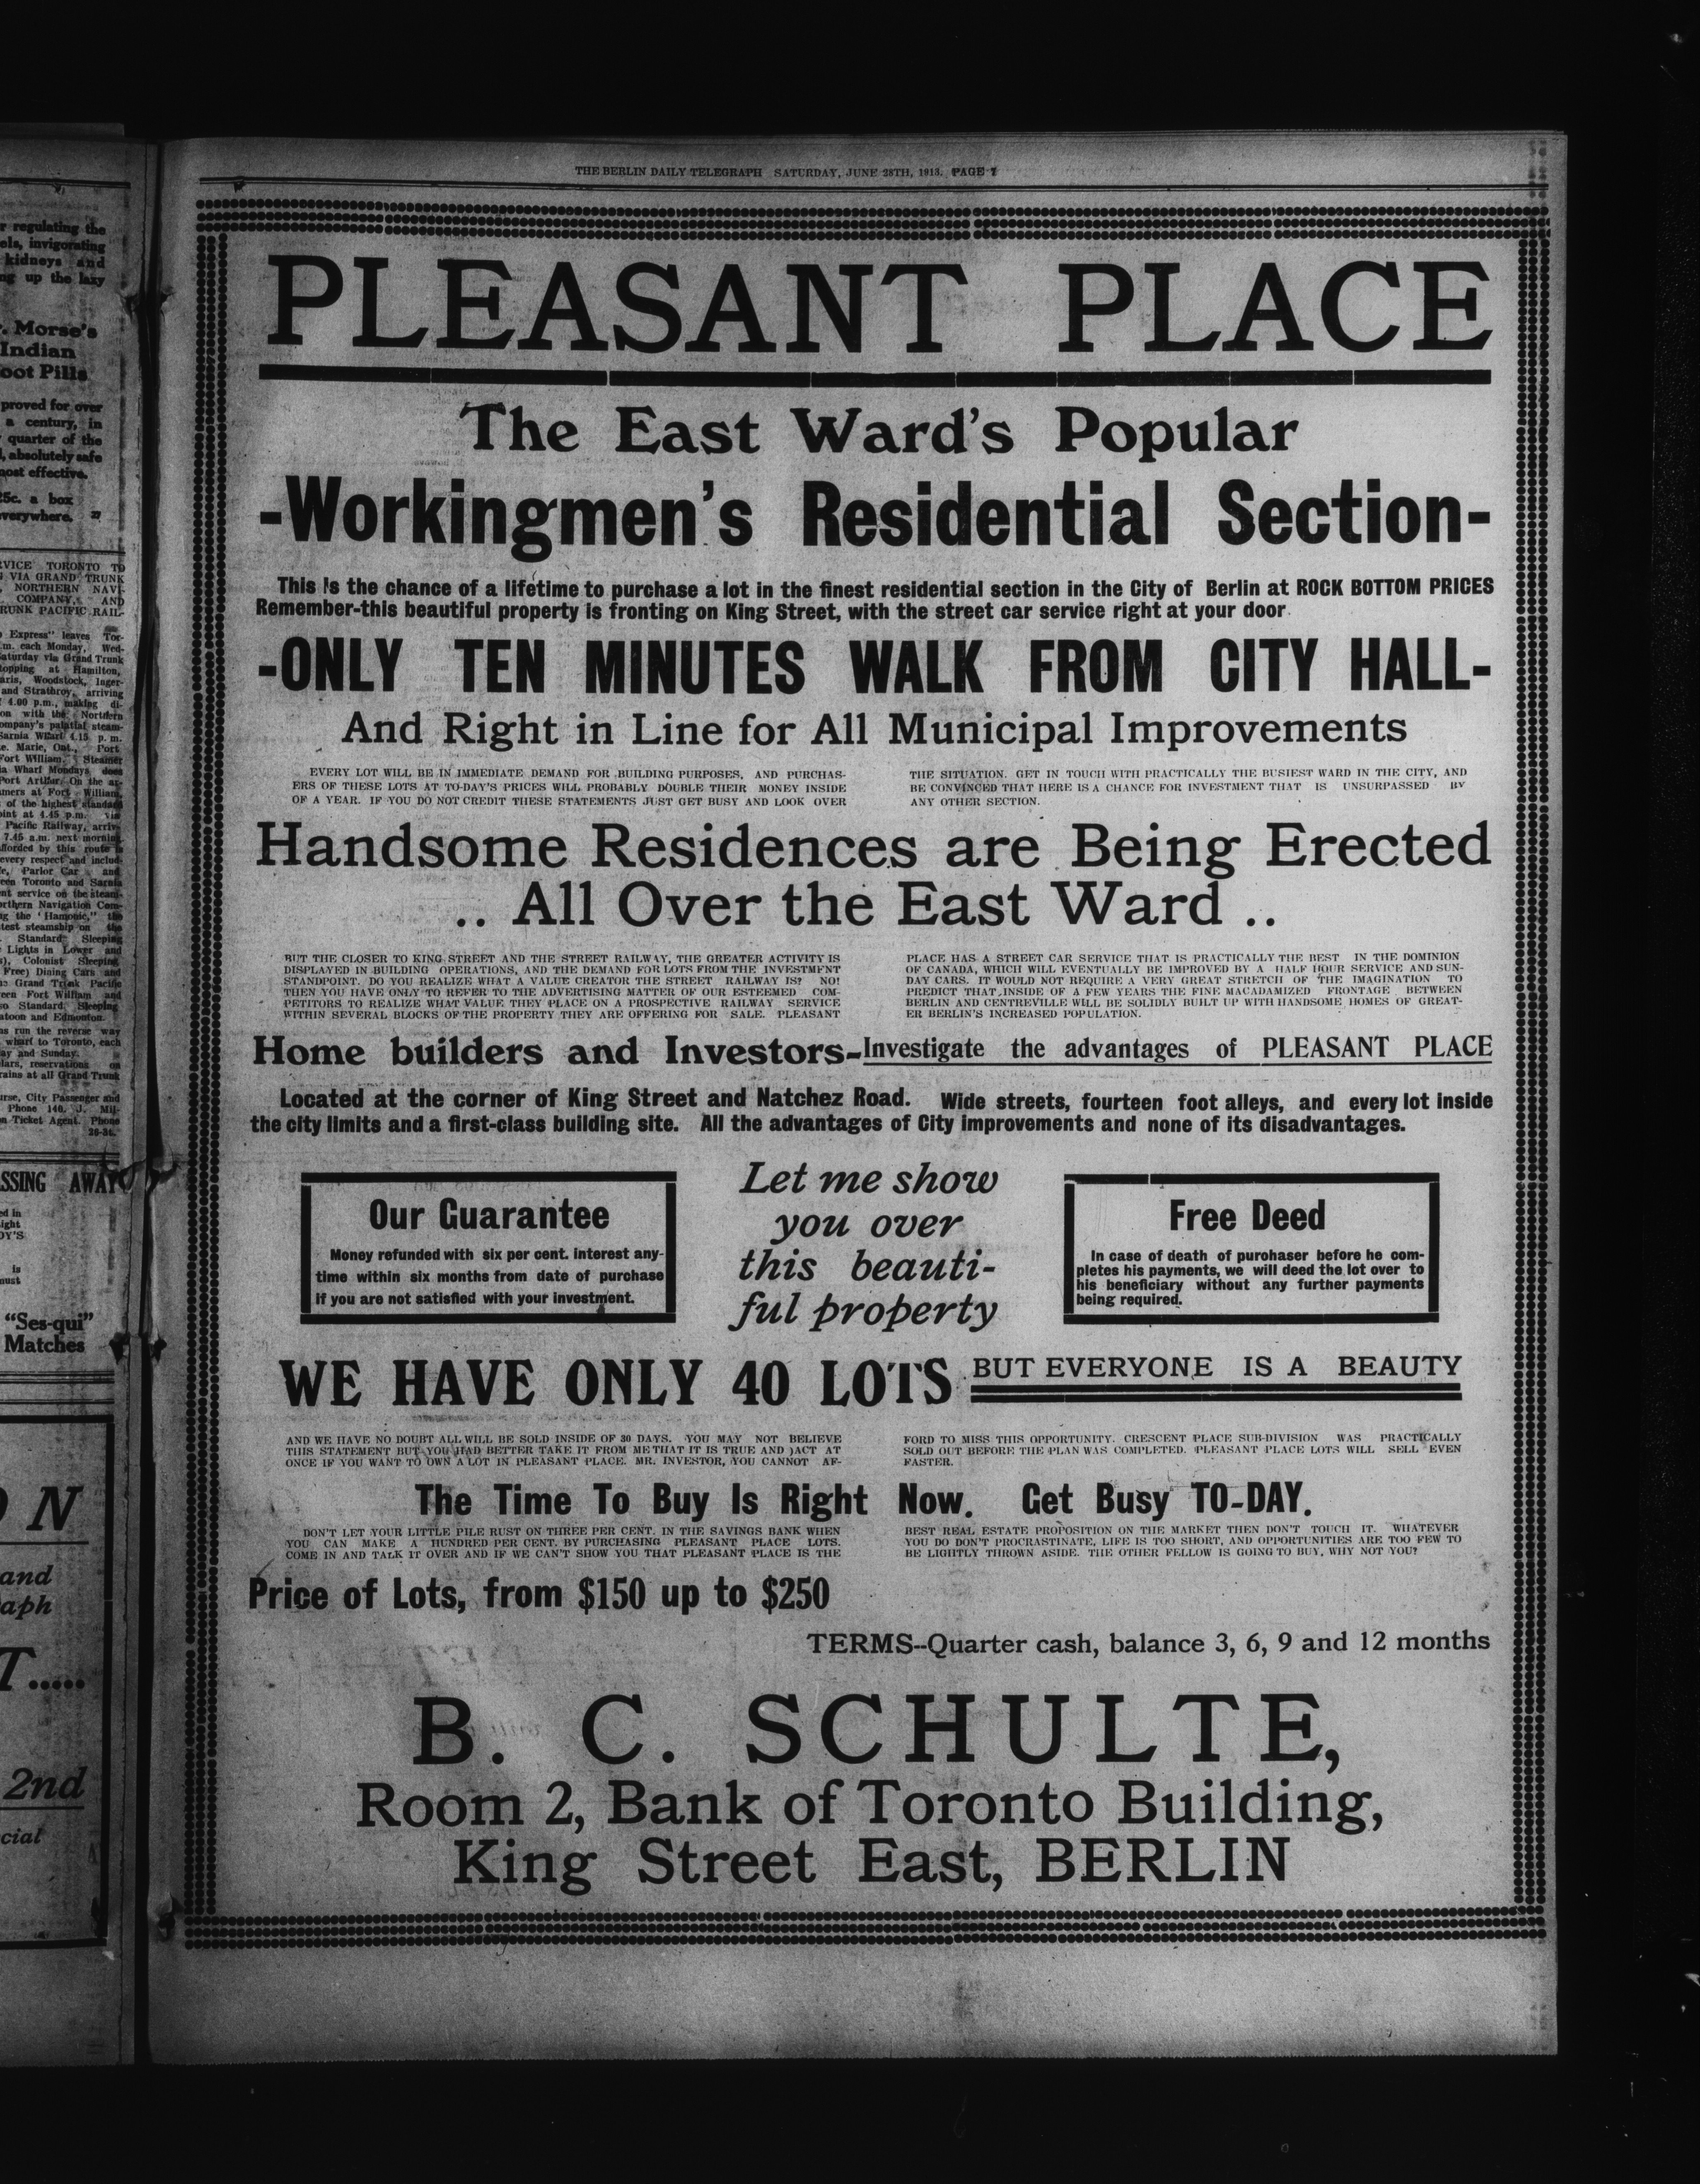 THE BERLIN DAILY TELEGRAPH SATURDAY, JUNE 28TH, 1913. PAGE 7
PLEASANT PLACE
The East Ward's Popular
-Workingmen's Residential Section-
This is the chance of a lifetime to purchase a lot in the finest residential section in the City of Berlin at ROCK BOTTOM PRICES
Remember-this beautiful property is fronting on King Street, with the street car service right at your door
-ONLY TEN MINUTES WALK FROM CITY HALL-
And Right in Line for All Municipal Improvements
EVERY LOT WILL BE IN IMMEDIATE DEMAND FOR BUILDING PURPOSES, AND PURCHAS-
ERS OF THESE LOTS AT TO-DAY'S PRICES WILL PROBABLY DOUBLE THEIR MONEY INSIDE
OF A YEAR. IF YOU DO NOT CREDIT THESE STATEMENTS JUST GET BUSY AND LOOK OVER
THE SITUATION. GET IN TOUCH WITH PRACTICALLY THE BUSIEST WARD IN THE CITY, AND
BE CONVINCED THAT HERE IS A CHANCE FOR INVESTMENT THAT IS UNSURPASSED BY
ANY OTHER SECTION.
Handsome Residences are Being Erected
.. All Over the East Ward ..
BUT THE CLOSER TO KING STREET AND THE STREET RAILWAY, THE GREATER ACTIVITY IS
DISPLAYED IN BUILDING OPERATIONS, AND THE DEMAND FOR LOTS FROM THE INVESTMENT
STANDPOINT. DO YOU REALIZE WHAT A VALUE CREATOR THE STREET RAILWAY IS? NO!
THEN YOU HAVE ONLY TO REFER TO THE ADVERTISING MATTER OF OUR ESTEEMED COM-
PETITORS TO REALIZE WHAT VALUE THEY PLACE ON A PROSPECTIVE RAILWAY SERVICE
WITHIN SEVERAL BLOCKS OF THE PROPERTY THEY ARE OFFERING FOR SALE. PLEASANT
PLACE HAS A STREET CAR SERVICE THAT IS PRACTICALLY THE BEST IN THE DOMINION
OF CANADA, WHICH WILL EVENTUALLY BE IMPROVED BY A HALF HOUR SERVICE AND SUN-
DAY CARS. IT WOULD NOT REQUIRE A VERY GREAT STRETCH OF THE IMAGINATION TO
PREDICT THAT INSIDE OF A FEW YEARS THE FINE MACADAMIZED FRONTAGE BETWEEN
BERLIN AND CENTREVILLE WILL BE SOLIDLY BUILT UP WITH HANDSOME HOMES OF GREAT-
ER BERLIN'S INCREASED POPULATION.
Home builders and Investors-Investigate the advantages of PLEASANT PLACE
Located at the corner of King Street and Natchez Road. Wide streets, fourteen foot alleys, and every lot inside
the city limits and a first-class building site. All the advantages of City improvements and none of its disadvantages.
Our Guarantee
Money refunded with six per cent. interest any-
time within six months from date of purchase
if you are not satisfied with your investment.
Let me show
you over
this beauti-
ful property
Free Deed
In case of death of purchaser before he com-
pletes his payments, we will deed the lot over to
his beneficiary without any further payments
being required.
WE HAVE ONLY 40 LOTS BUT EVERYONE IS A BEAUTY
AND WE HAVE NO DOUBT ALL WILL BE SOLD INSIDE OF 30 DAYS. YOU MAY NOT BELIEVE
THIS STATEMENT BUT YOU HAD BETTER TAKE IT FROM ME THAT IT IS TRUE AND ACT AT
ONCE IF YOU WANT TO OWN A LOT IN PLEASANT PLACE. MR. INVESTOR, YOU CANNOT AF-
FORD TO MISS THIS OPPORTUNITY. CRESCENT PLACE SUB-DIVISION WAS PRACTICALLY
SOLD OUT BEFORE THE PLAN WAS COMPLETED. PLEASANT PLACE LOTS WILL SELL EVEN
FASTER.
The Time To Buy Is Right Now. Get Busy TO-DAY.
DON'T LET YOUR LITTLE PILE RUST ON THREE PER CENT. IN THE SAVINGS BANK WHEN
YOU CAN MAKE A HUNDRED PER CENT. BY PURCHASING PLEASANT PLACE LOTS.
COME IN AND TALK IT OVER AND IF WE CAN'T SHOW YOU THAT PLEASANT PLACE IS THE
BEST REAL ESTATE PROPOSITION ON THE MARKET THEN DON'T TOUCH IT. WHATEVER
YOU DO DON'T PROCRASTINATE, LIFE IS TOO SHORT, AND OPPORTUNITIES ARE TOO FEW TO
BE LIGHTLY THROWN ASIDE. THE OTHER FELLOW IS GOING TO BUY, WHY NOT YOU?
Price of Lots, from $150 up to $250
TERMS--Quarter cash, balance 3, 6, 9 and 12 months
B. C. SCHULTE,
Room 2, Bank of Toronto Building,
King Street East, BERLIN